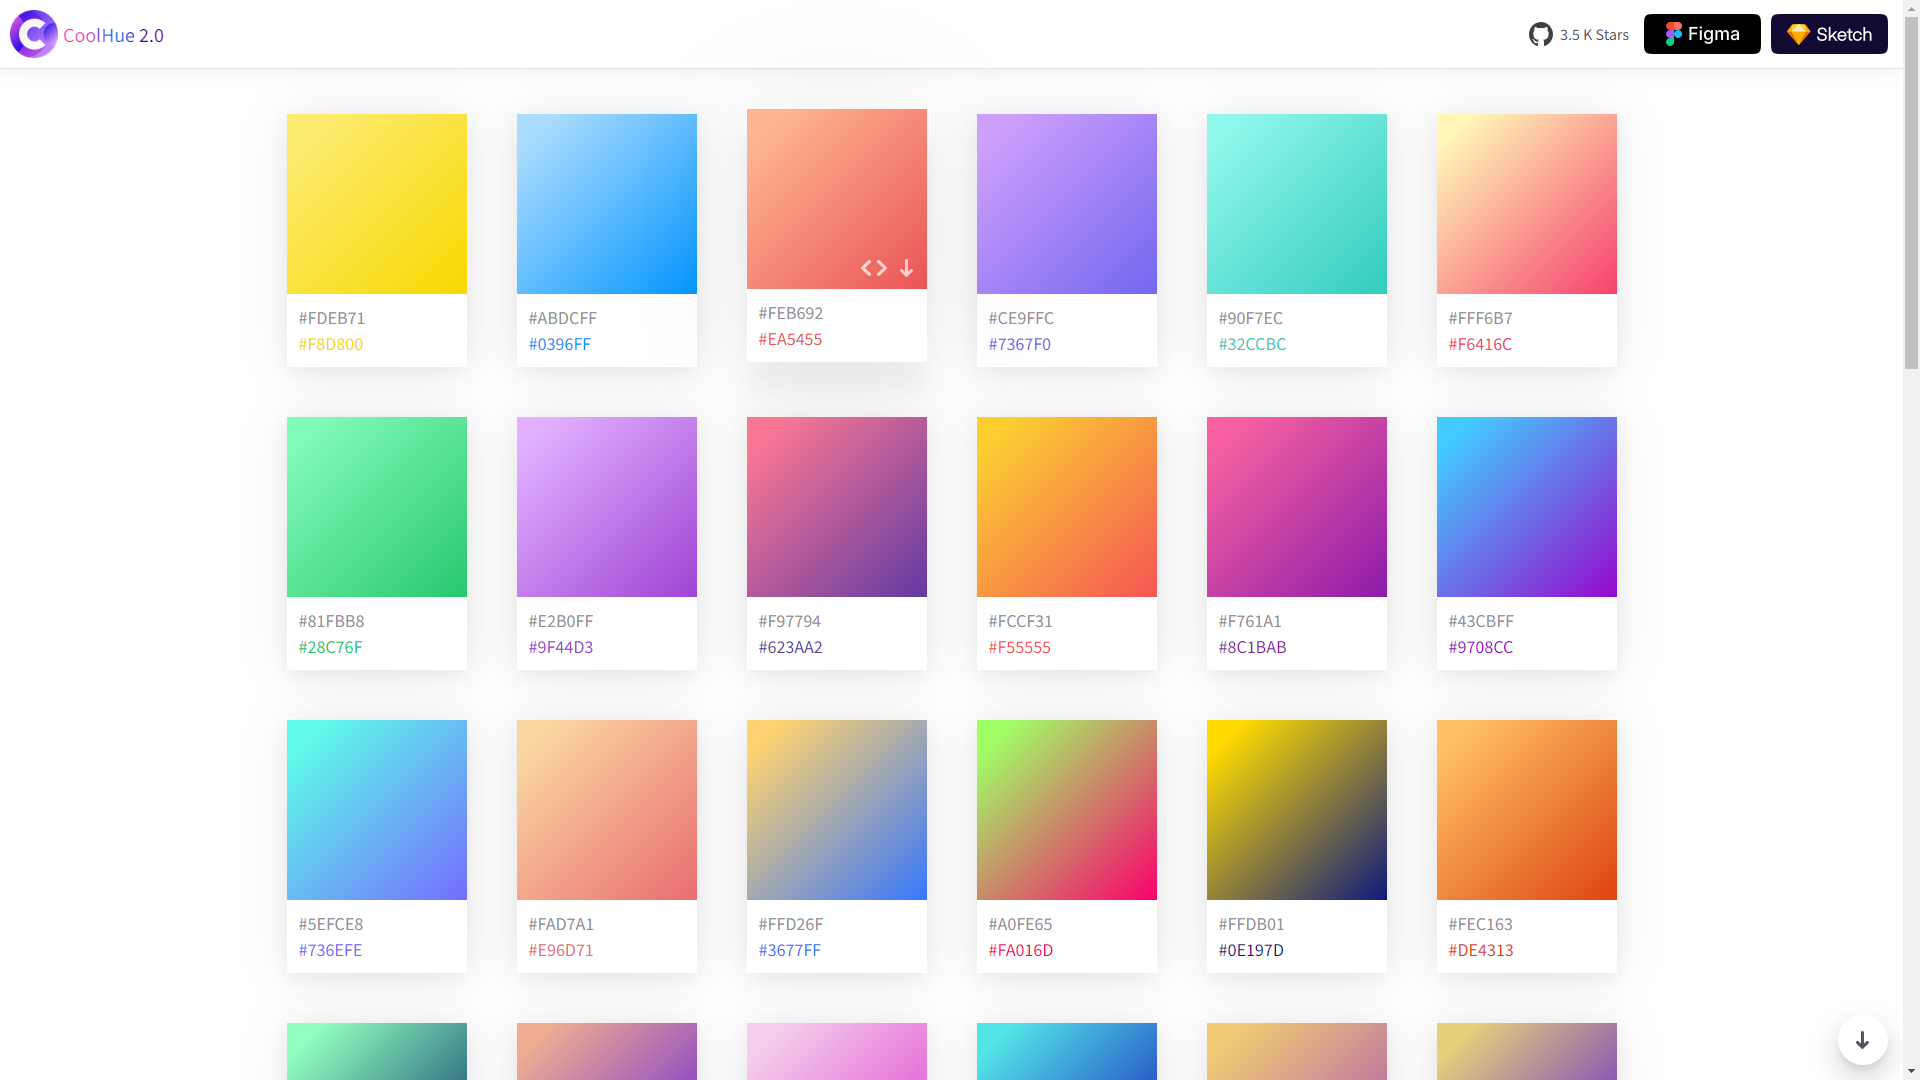 CoolHue 2.0
3.5 K Stars
Figma
Sketch
#FDEB71
#F8D800
#ABDCFF
#0396FF
#FEB692
#EA5455
#CE9FFC
#7367F0
#90F7EC
#32CCBC
#FFF6B7
#F6416C
#81FBB8
#28C76F
#E2B0FF
#9F44D3
#F97794
#623AA2
#FCCF31
#F55555
#F761A1
#8C1BAB
#43CBFF
#9708CC
#5EFCE8
#736EFE
#FAD7A1
#E96D71
#FFD26F
#3677FF
#A0FE65
#FA016D
#FFDB01
#0E197D
#FEC163
#DE4313